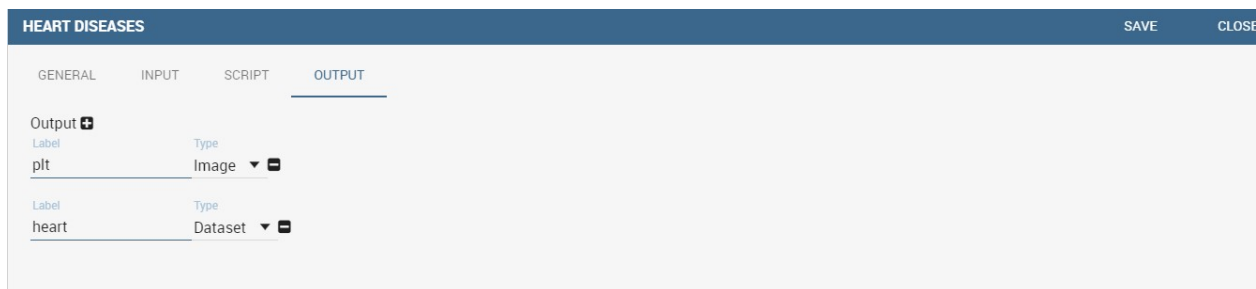 HEART DISEASES SAVE CLOSE
GENERAL INPUT SCRIPT OUTPUT
Output
Label Type
plt Image
Label Type
heart Dataset